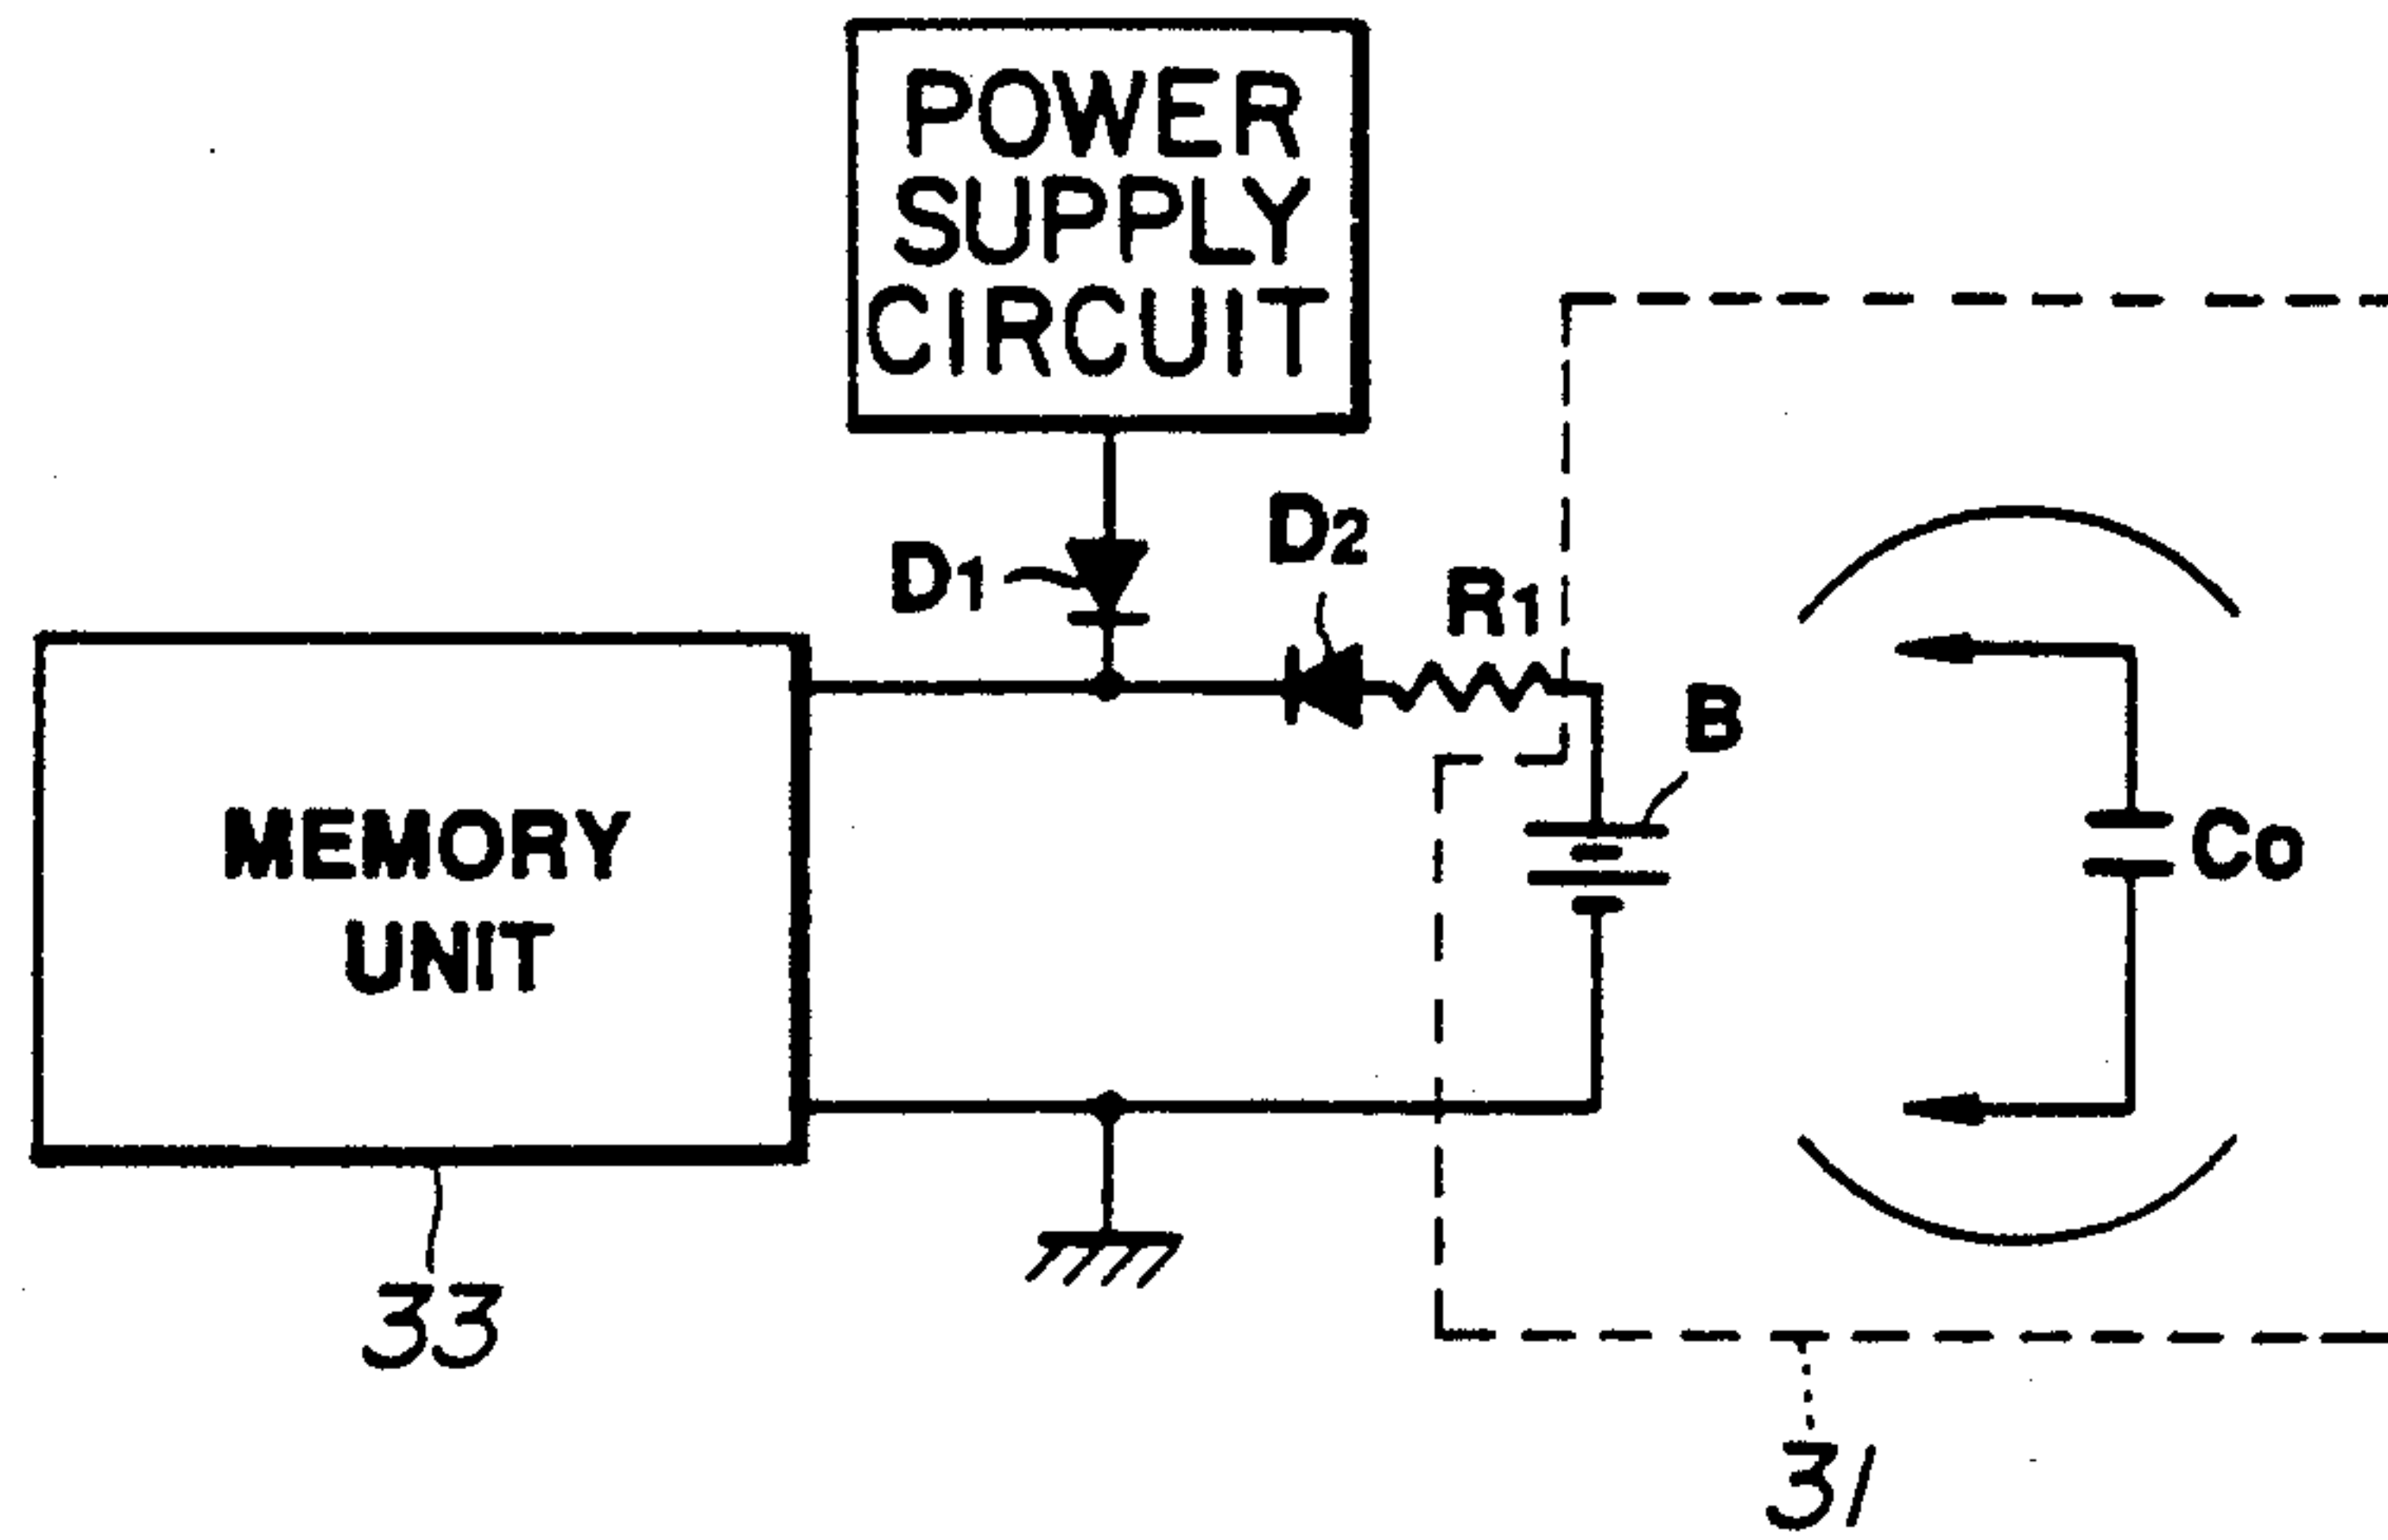 POWER
SUPPLY
CIRCUIT
D1
D2
R1
B
MEMORY
UNIT
Co
33
31